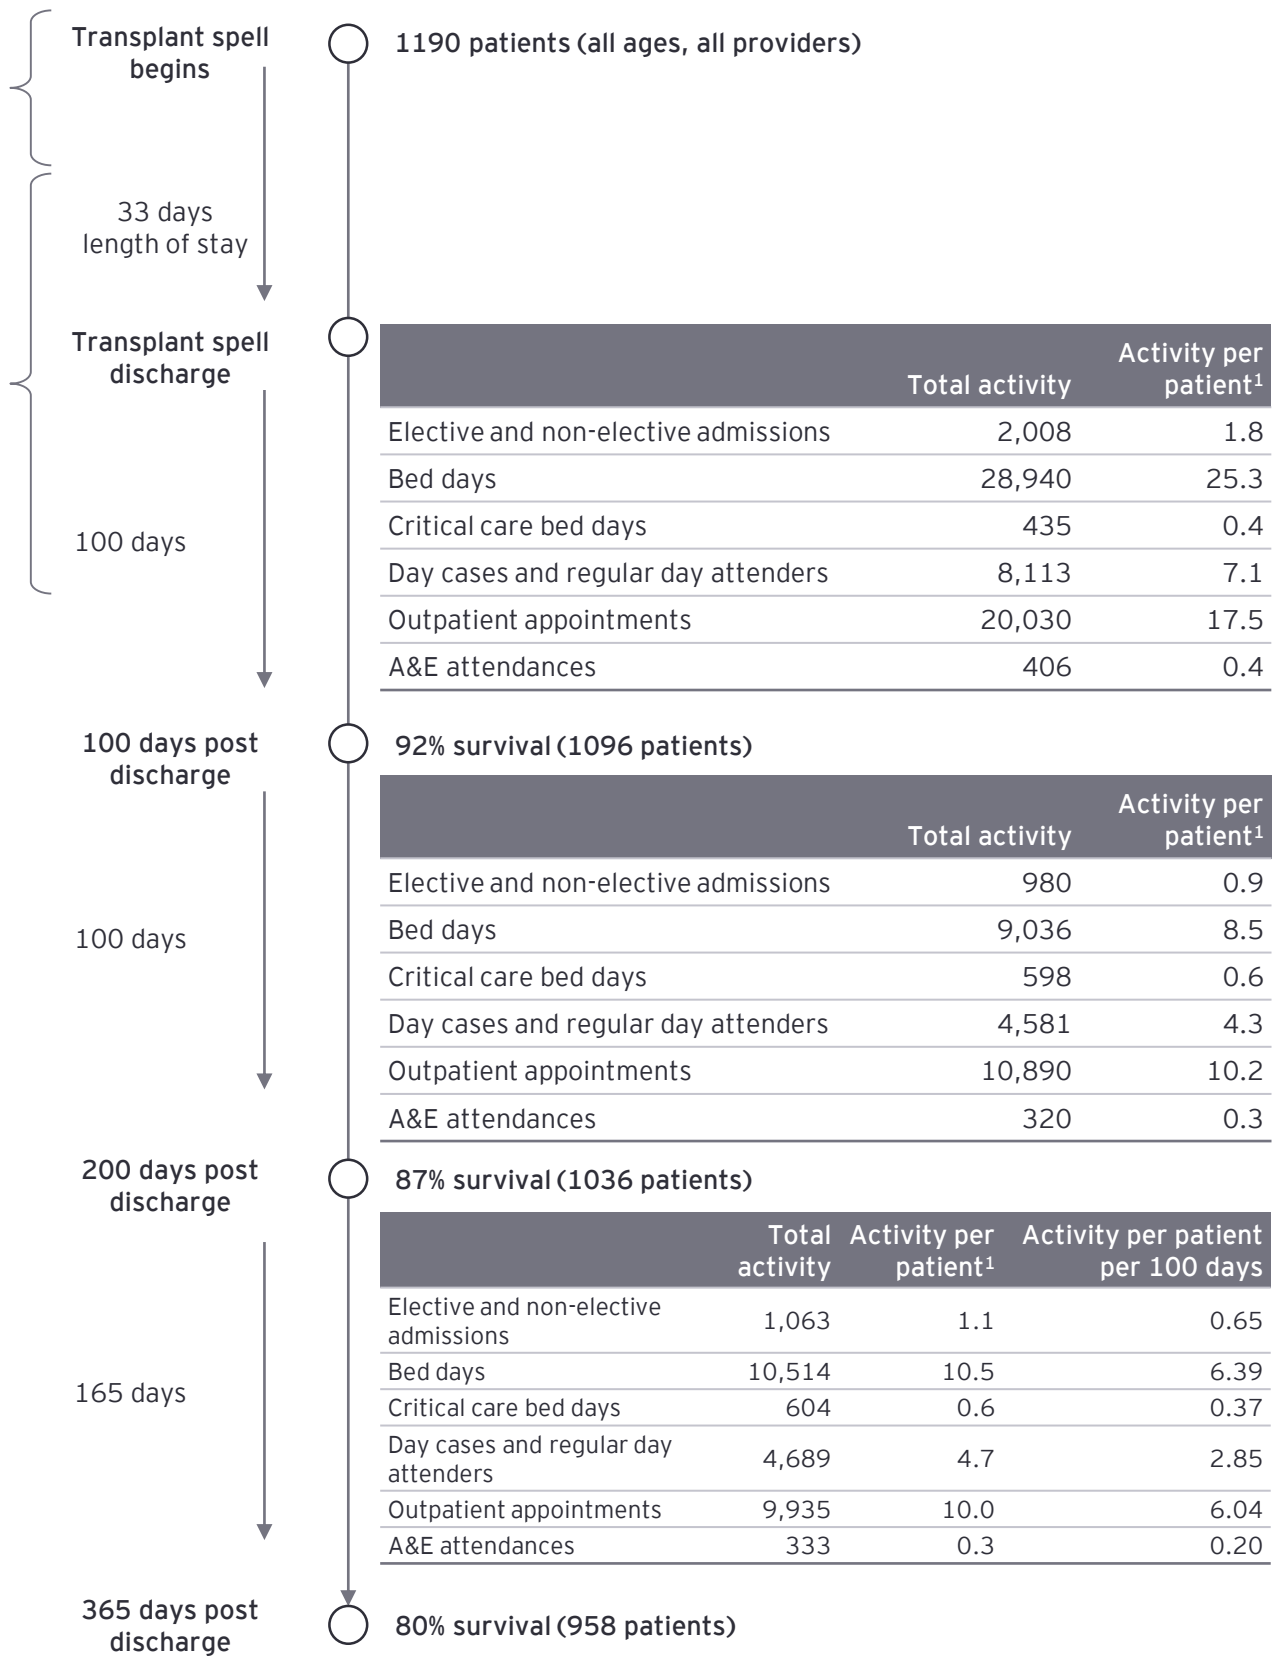 Transplant spell
begins
1190 patients (all ages, all providers)
33 days
length of stay
Transplant spell
discharge
Total activity
Activity per
patient¹
Elective and non-elective admissions 2,008 1.8
Bed days 28,940 25.3
Critical care bed days 435 0.4
Day cases and regular day attenders 8,113 7.1
Outpatient appointments 20,030 17.5
A&E attendances 406 0.4
100 days
100 days post
discharge
92% survival (1096 patients)
Total activity
Activity per
patient¹
Elective and non-elective admissions 980 0.9
Bed days 9,036 8.5
Critical care bed days 598 0.6
Day cases and regular day attenders 4,581 4.3
Outpatient appointments 10,890 10.2
A&E attendances 320 0.3
100 days
200 days post
discharge
87% survival (1036 patients)
Total
activity
Activity per
patient¹
Activity per patient
per 100 days
Elective and non-elective
admissions 1,063 1.1 0.65
Bed days 10,514 10.5 6.39
Critical care bed days 604 0.6 0.37
Day cases and regular day
attenders 4,689 4.7 2.85
Outpatient appointments 9,935 10.0 6.04
A&E attendances 333 0.3 0.20
165 days
365 days post
discharge
80% survival (958 patients)